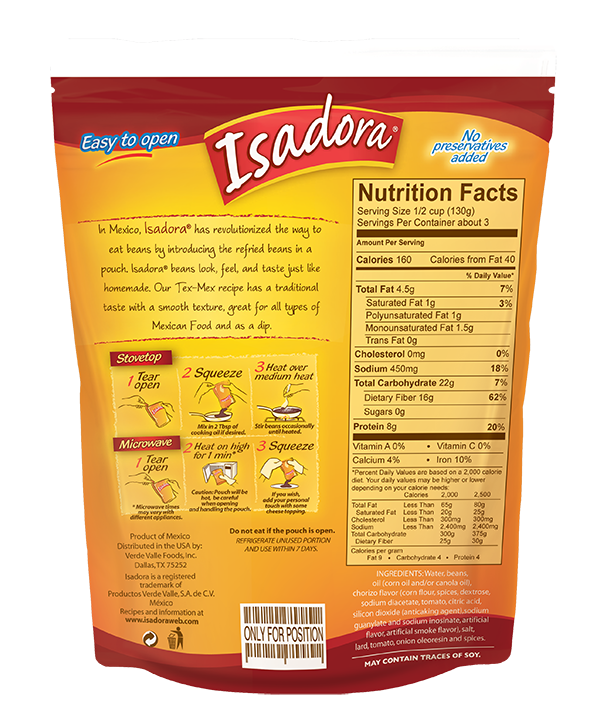 Easy to open
Isadora®
No
preservatives
added
In Mexico, Isadora® has revolutionized the way to
eat beans by introducing the refried beans in a
pouch. Isadora® beans look, feel, and taste just like
homemade. Our Tex-Mex recipe has a traditional
taste with a smooth texture, great for all types of
Mexican Food and as a dip.
Stovetop
1 Tear
open
2 Squeeze
Mix in 2 Tbsp of
cooking oil if desired.
3 Heat over
medium heat
Stir beans occasionally
until heated.
Microwave
1 Tear
open
* Microwave times
may vary with
different appliances.
2 Heat on high
for 1 min*
Caution: Pouch will be
hot, be careful
when opening
and handling the pouch.
3 Squeeze
If you wish,
add your personal
touch with some
cheese topping.
Product of Mexico
Distributed in the USA by:
Verde Valle Foods, inc.
Dallas, TX 75252
Isadora is a registered
trademark of
Productos Verde Valle, S.A. de C.V.
México
Recipes and information at
www.isadoraweb.com
Do not eat if the pouch is open.
REFRIGERATE UNUSED PORTION
AND USE WITHIN 7 DAYS.
ONLY FOR POSITION
Nutrition Facts
Serving Size 1/2 cup (130g)
Servings Per Container about 3
Amount Per Serving
Calories 160 Calories from Fat 40
% Daily Value*
Total Fat 4.5g 7%
Saturated Fat 1g 3%
Polyunsaturated Fat 1g
Monounsaturated Fat 1.5g
Trans Fat 0g
Cholesterol 0mg 0%
Sodium 450mg 18%
Total Carbohydrate 22g 7%
Dietary Fiber 16g 62%
Sugars 0g
Protein 8g 20%
Vitamin A 0% • Vitamin C 0%
Calcium 4% • Iron 10%
*Percent Daily Values are based on a 2,000 calorie
diet. Your daily values may be higher or lower
depending on your calorie needs:
Calories 2,000 2,500
Total Fat Less Than 65g 80g
Saturated Fat Less Than 20g 25g
Cholesterol Less Than 300mg 300mg
Sodium Less Than 2,400mg 2,400mg
Total Carbohydrate 300g 375g
Dietary Fiber 25g 30g
Calories per gram
Fat 9 • Carbohydrate 4 • Protein 4
INGREDIENTS: Water, beans,
oil (corn oil and/or canola oil),
chorizo flavor (corn flour, spices, dextrose,
sodium diacetate, tomato, citric acid,
silicon dioxide (anticaking agent), sodium
guanylate and sodium inosinate, artificial
flavor, artificial smoke flavor), salt,
lard, tomato, onion oleoresin and spices.
MAY CONTAIN TRACES OF SOY.